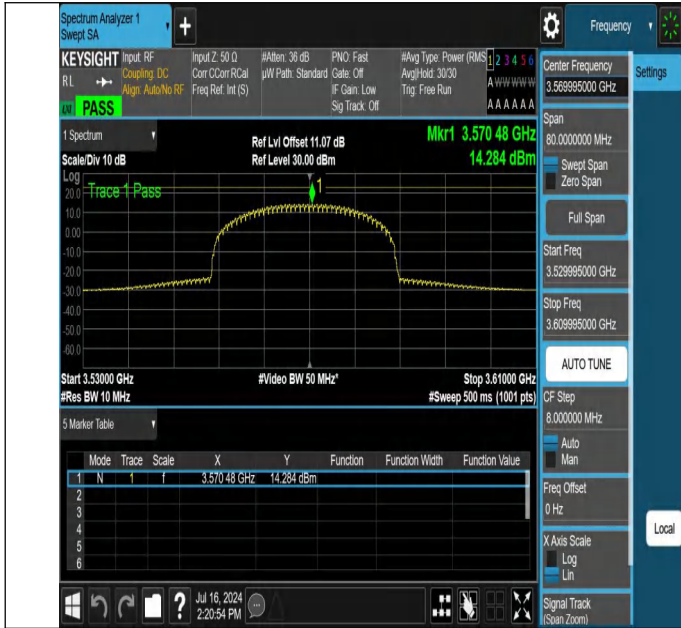 Spectrum Analyzer 1
Swept SA
Frequency
KEYSIGHT
RL
PASS
Input: RF
Coupling: DC
Align: Auto/No RF
Input Z: 50 Ω
Corr CCorr RCal
Freq Ref: Int (S)
#Atten: 36 dB
µW Path: Standard
PNO: Fast
Gate: Off
IF Gain: Low
Sig Track: Off
#Avg Type: Power (RMS
Avg|Hold: 30/30
Trig: Free Run
1 2 3 4 5 6
A W W W W W
A A A A A A
1 Spectrum
Scale/Div 10 dB
Ref Lvl Offset 11.07 dB
Ref Level 30.00 dBm
Mkr1 3.570 48 GHz
14.284 dBm
Log
Trace 1 Pass
1
20.0
10.0
0.00
-10.0
-20.0
-30.0
-40.0
-50.0
-60.0
Start 3.53000 GHz
#Res BW 10 MHz
#Video BW 50 MHz*
Stop 3.61000 GHz
#Sweep 500 ms (1001 pts)
5 Marker Table
Mode Trace Scale X Y Function Function Width Function Value
1 N 1 f 3.570 48 GHz 14.284 dBm
2
3
4
5
6
Jul 16, 2024
2:20:54 PM
Center Frequency
3.569995000 GHz
Settings
Span
80.0000000 MHz
Swept Span
Zero Span
Full Span
Start Freq
3.529995000 GHz
Stop Freq
3.609995000 GHz
AUTO TUNE
CF Step
8.000000 MHz
Auto
Man
Freq Offset
0 Hz
X Axis Scale
Log
Lin
Local
Signal Track
(Span Zoom)